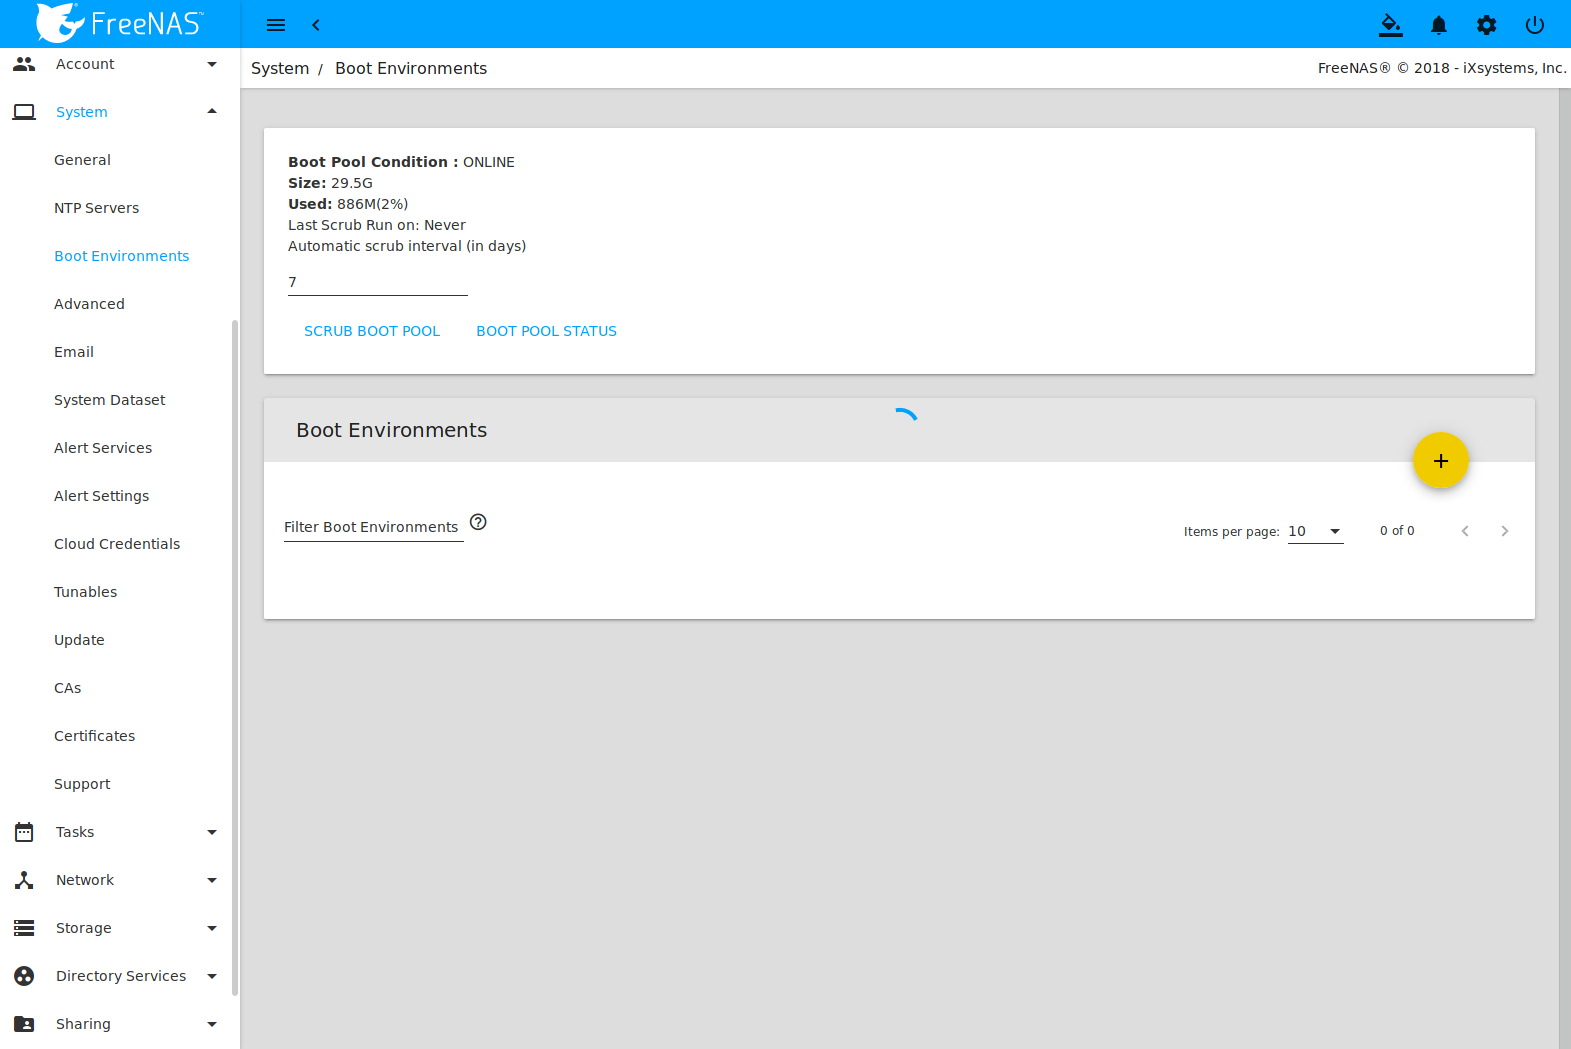 FreeNAS™
System / Boot Environments
FreeNAS® © 2018 - iXsystems, Inc.
Account
System
General
NTP Servers
Boot Environments
Advanced
Email
System Dataset
Alert Services
Alert Settings
Cloud Credentials
Tunables
Update
CAs
Certificates
Support
Tasks
Network
Storage
Directory Services
Sharing
Boot Pool Condition : ONLINE
Size: 29.5G
Used: 886M(2%)
Last Scrub Run on: Never
Automatic scrub interval (in days)
7
SCRUB BOOT POOL BOOT POOL STATUS
Boot Environments
Filter Boot Environments
Items per page: 10 0 of 0